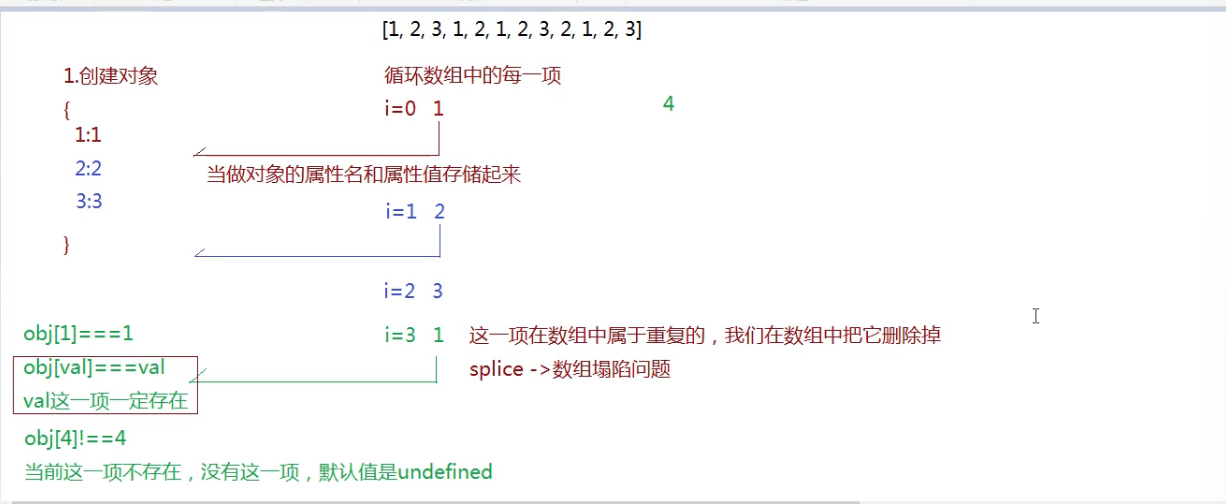 [1, 2, 3, 1, 2, 1, 2, 3, 2, 1, 2, 3]
1.创建对象
循环数组中的每一项
{
i=0 1
4
1:1
2:2
当做对象的属性名和属性值存储起来
3:3
i=1 2
}
i=2 3
obj[1]===1
i=3 1 这一项在数组中属于重复的，我们在数组中把它删除掉
obj[val]===val
splice ->数组塌陷问题
val这一项一定存在
obj[4]!==4
当前这一项不存在，没有这一项，默认值是undefined